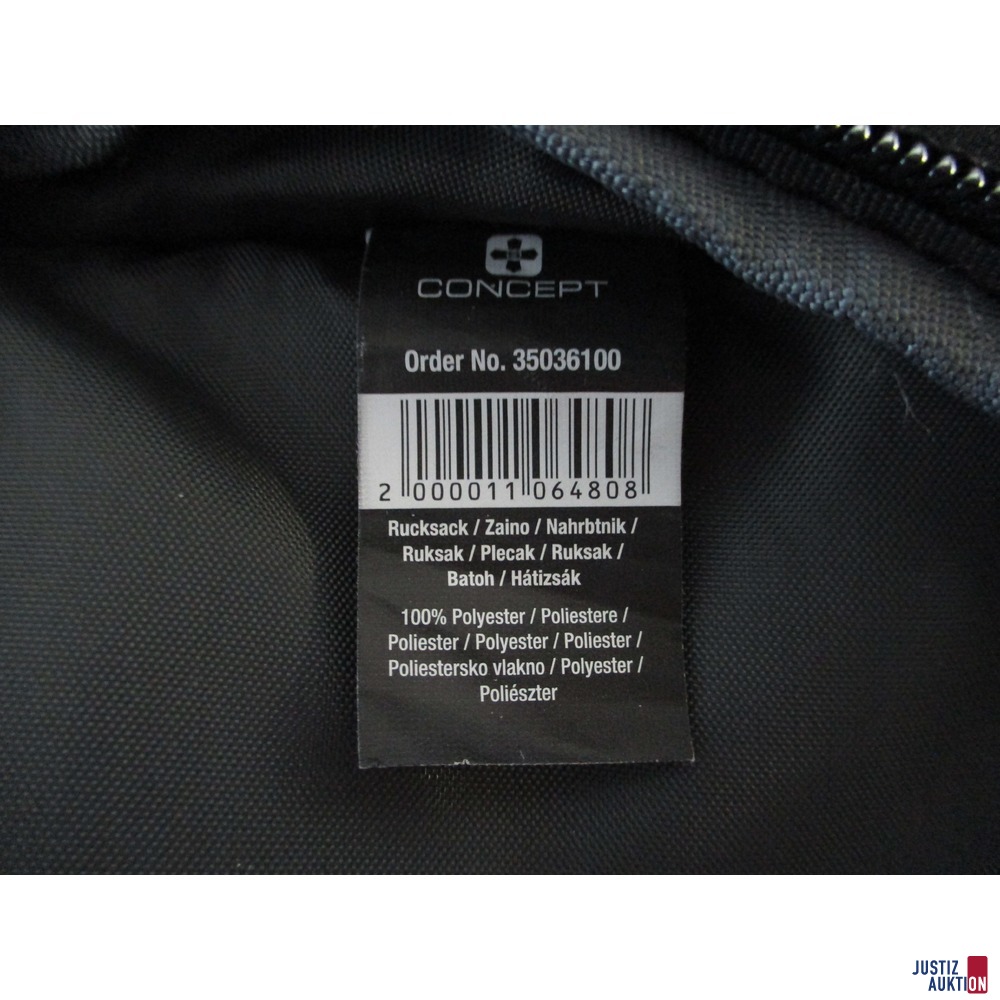 CONCEPT
Order No. 35036100
2 000011 064808
Rucksack / Zaino / Nahrbtnik /
Ruksak / Plecak / Ruksak /
Batoh / Hátizsák
100% Polyester / Poliestere /
Poliester / Polyester / Poliester /
Poliestersko vlakno / Polyester /
Poliészter
JUSTIZ
AUKTION